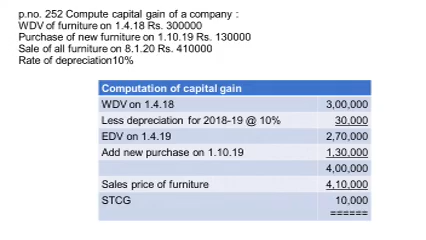 p.no. 252 Compute capital gain of a company :
WDV of furniture on 1.4.18 Rs. 300000
Purchase of new furniture on 1.10.19 Rs. 130000
Sale of all furniture on 8.1.20 Rs. 410000
Rate of depreciation10%
Computation of capital gain
WDV on 1.4.18 3,00,000
Less depreciation for 2018-19 @ 10% 30,000
EDV on 1.4.19 2,70,000
Add new purchase on 1.10.19 1,30,000
4,00,000
Sales price of furniture 4,10,000
STCG 10,000
======